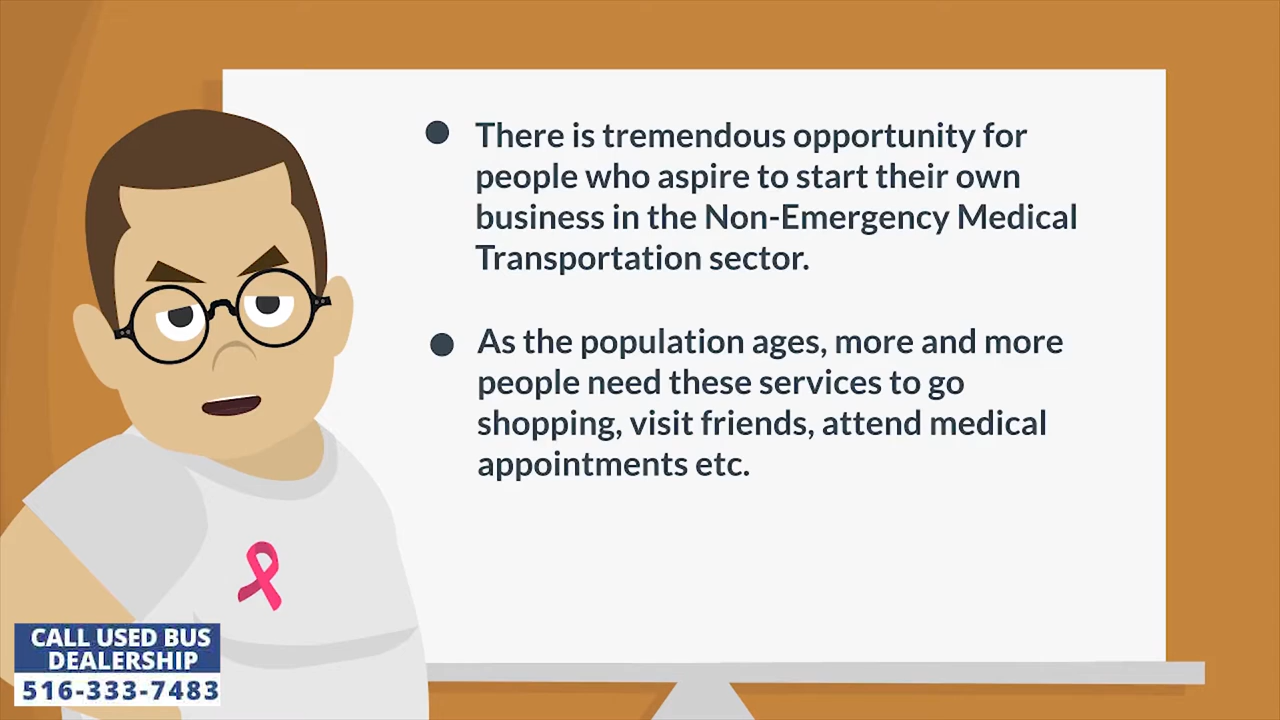 There is tremendous opportunity for
people who aspire to start their own
business in the Non-Emergency Medical
Transportation sector.
As the population ages, more and more
people need these services to go
shopping, visit friends, attend medical
appointments etc.
CALL USED BUS
DEALERSHIP
516-333-7483